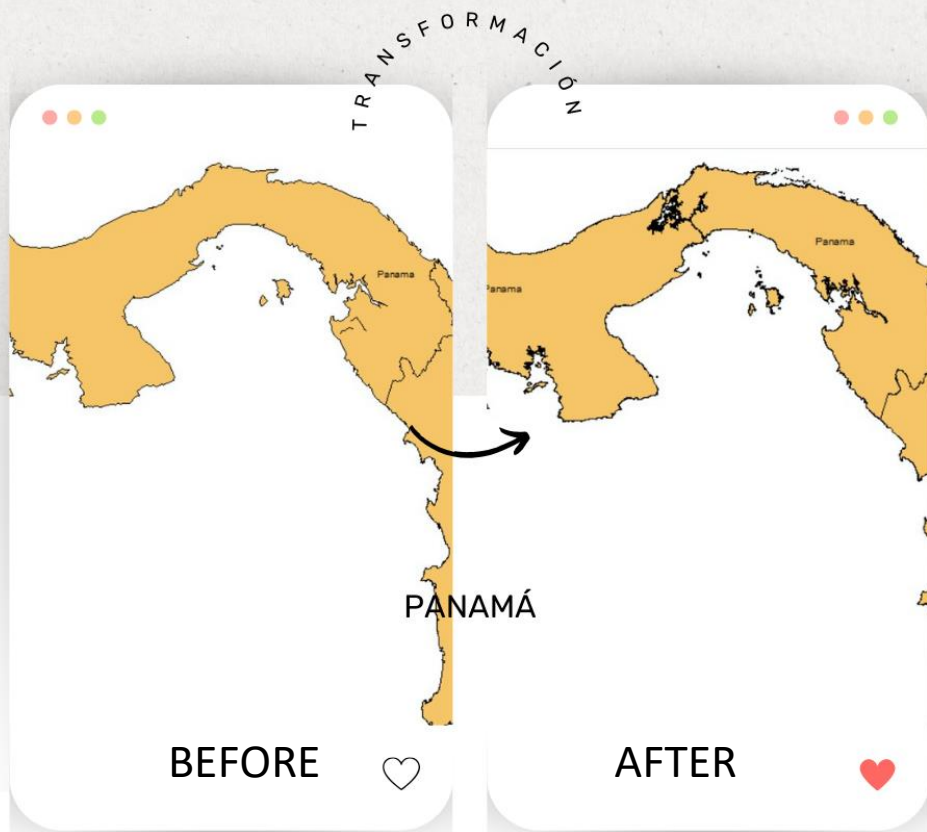 TRANSFORMACIÓN
Panama
Panama
Panama
PANAMÁ
BEFORE
AFTER